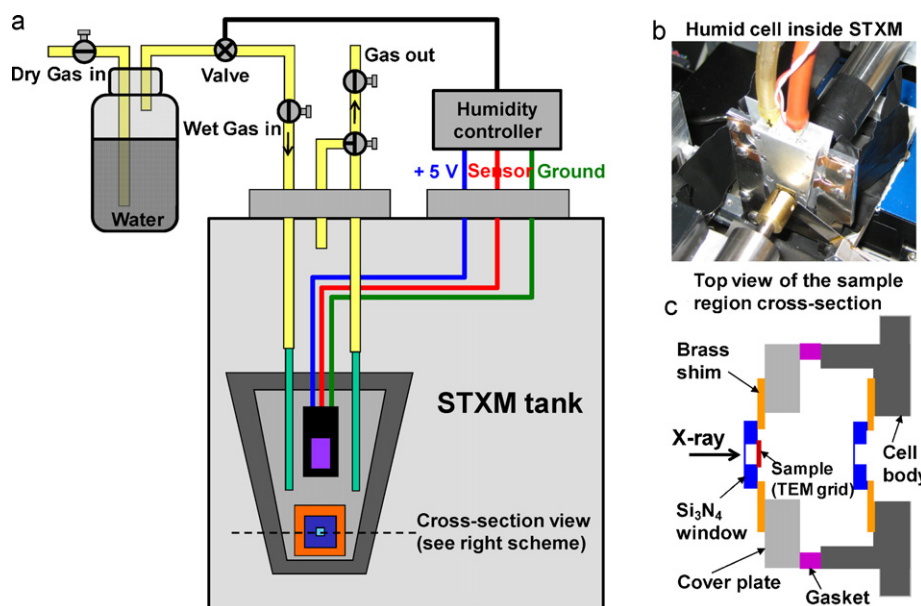 a
Dry Gas in
Valve
Gas out
Wet Gas in
Water
Humidity
controller
+ 5 V Sensor Ground
STXM tank
Cross-section view
(see right scheme)
b Humid cell inside STXM
Top view of the sample
region cross-section
c
Brass
shim
X-ray
Sample
(TEM grid)
Cell
body
Si₃N₄
window
Cover plate
Gasket